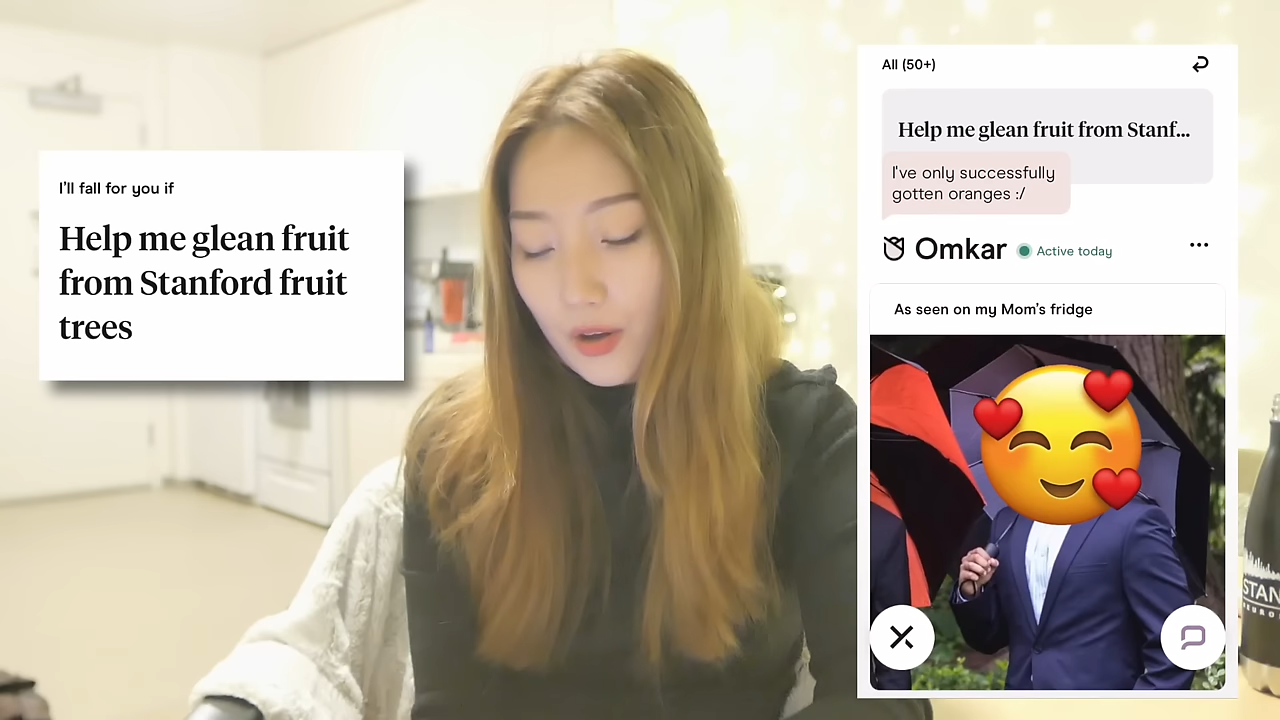 I'll fall for you if
Help me glean fruit
from Stanford fruit
trees
All (50+)
Help me glean fruit from Stanf...
I've only successfully
gotten oranges :/
Omkar
Active today
As seen on my Mom's fridge
STAN